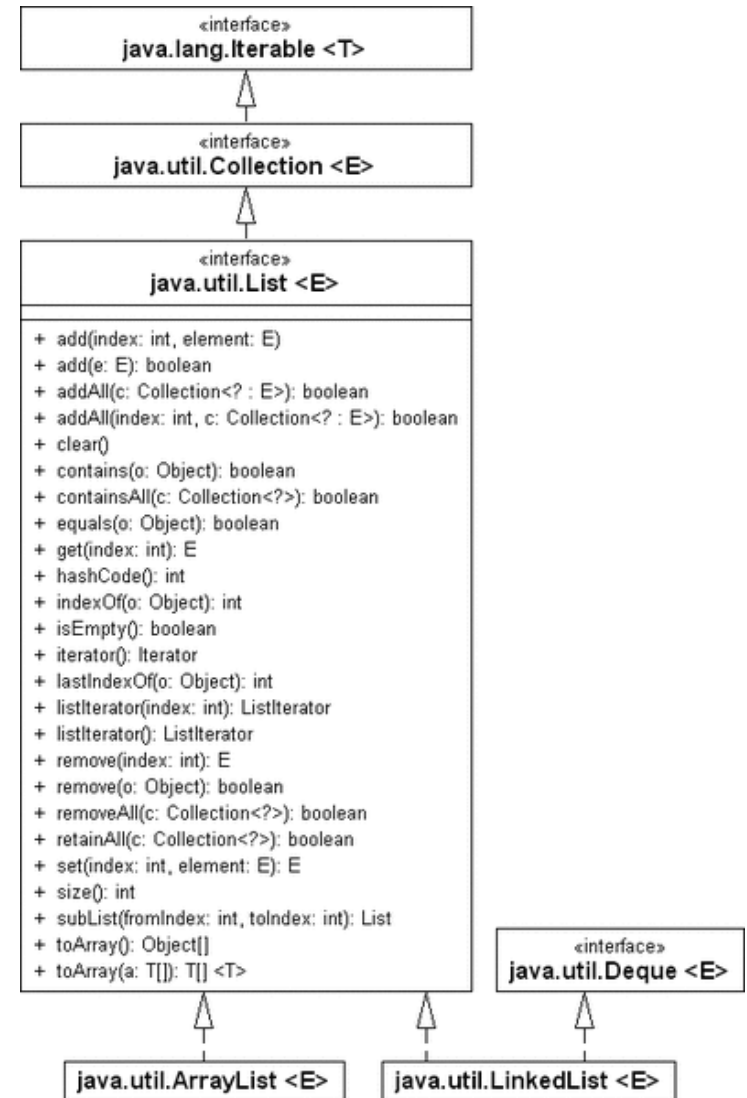 «interface»
java.lang.Iterable <T>
«interface»
java.util.Collection <E>
«interface»
java.util.List <E>
+ add(index: int, element: E)
+ add(e: E): boolean
+ addAll(c: Collection<? : E>): boolean
+ addAll(index: int, c: Collection<? : E>): boolean
+ clear()
+ contains(o: Object): boolean
+ containsAll(c: Collection<?>): boolean
+ equals(o: Object): boolean
+ get(index: int): E
+ hashCode(): int
+ indexOf(o: Object): int
+ isEmpty(): boolean
+ iterator(): Iterator
+ lastIndexOf(o: Object): int
+ listIterator(index: int): ListIterator
+ listIterator(): ListIterator
+ remove(index: int): E
+ remove(o: Object): boolean
+ removeAll(c: Collection<?>): boolean
+ retainAll(c: Collection<?>): boolean
+ set(index: int, element: E): E
+ size(): int
+ subList(fromIndex: int, toIndex: int): List
+ toArray(): Object[]
+ toArray(a: T[]): T[] <T>
«interface»
java.util.Deque <E>
java.util.ArrayList <E>
java.util.LinkedList <E>